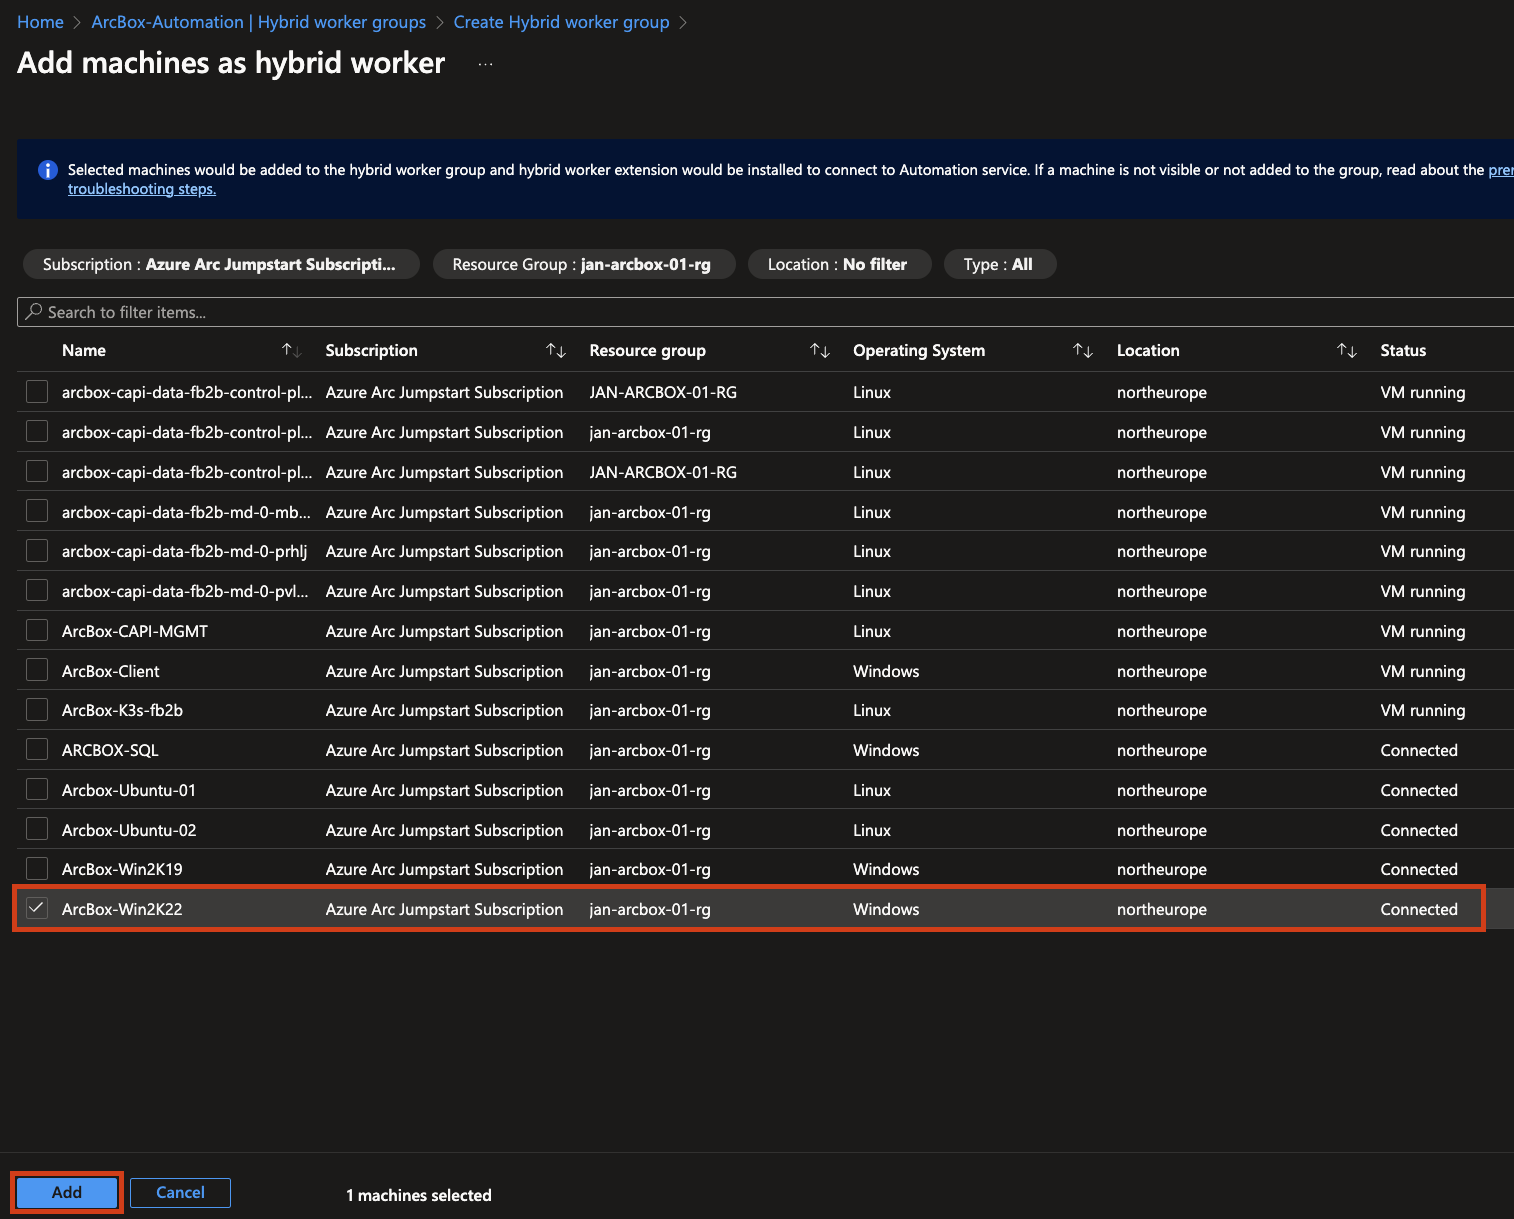 Home > ArcBox-Automation | Hybrid worker groups > Create Hybrid worker group >
Add machines as hybrid worker ...
Selected machines would be added to the hybrid worker group and hybrid worker extension would be installed to connect to Automation service. If a machine is not visible or not added to the group, read about the
troubleshooting steps.
Subscription : Azure Arc Jumpstart Subscripti... Resource Group : jan-arcbox-01-rg Location : No filter Type : All
Search to filter items...
Name Subscription Resource group Operating System Location Status
arcbox-capi-data-fb2b-control-pl... Azure Arc Jumpstart Subscription JAN-ARCBOX-01-RG Linux northeurope VM running
arcbox-capi-data-fb2b-control-pl... Azure Arc Jumpstart Subscription jan-arcbox-01-rg Linux northeurope VM running
arcbox-capi-data-fb2b-control-pl... Azure Arc Jumpstart Subscription JAN-ARCBOX-01-RG Linux northeurope VM running
arcbox-capi-data-fb2b-md-0-mb... Azure Arc Jumpstart Subscription jan-arcbox-01-rg Linux northeurope VM running
arcbox-capi-data-fb2b-md-0-prhlj Azure Arc Jumpstart Subscription jan-arcbox-01-rg Linux northeurope VM running
arcbox-capi-data-fb2b-md-0-pvl... Azure Arc Jumpstart Subscription jan-arcbox-01-rg Linux northeurope VM running
ArcBox-CAPI-MGMT Azure Arc Jumpstart Subscription jan-arcbox-01-rg Linux northeurope VM running
ArcBox-Client Azure Arc Jumpstart Subscription jan-arcbox-01-rg Windows northeurope VM running
ArcBox-K3s-fb2b Azure Arc Jumpstart Subscription jan-arcbox-01-rg Linux northeurope VM running
ARCBOX-SQL Azure Arc Jumpstart Subscription jan-arcbox-01-rg Windows northeurope Connected
Arcbox-Ubuntu-01 Azure Arc Jumpstart Subscription jan-arcbox-01-rg Linux northeurope Connected
Arcbox-Ubuntu-02 Azure Arc Jumpstart Subscription jan-arcbox-01-rg Linux northeurope Connected
ArcBox-Win2K19 Azure Arc Jumpstart Subscription jan-arcbox-01-rg Windows northeurope Connected
ArcBox-Win2K22 Azure Arc Jumpstart Subscription jan-arcbox-01-rg Windows northeurope Connected
Add Cancel 1 machines selected